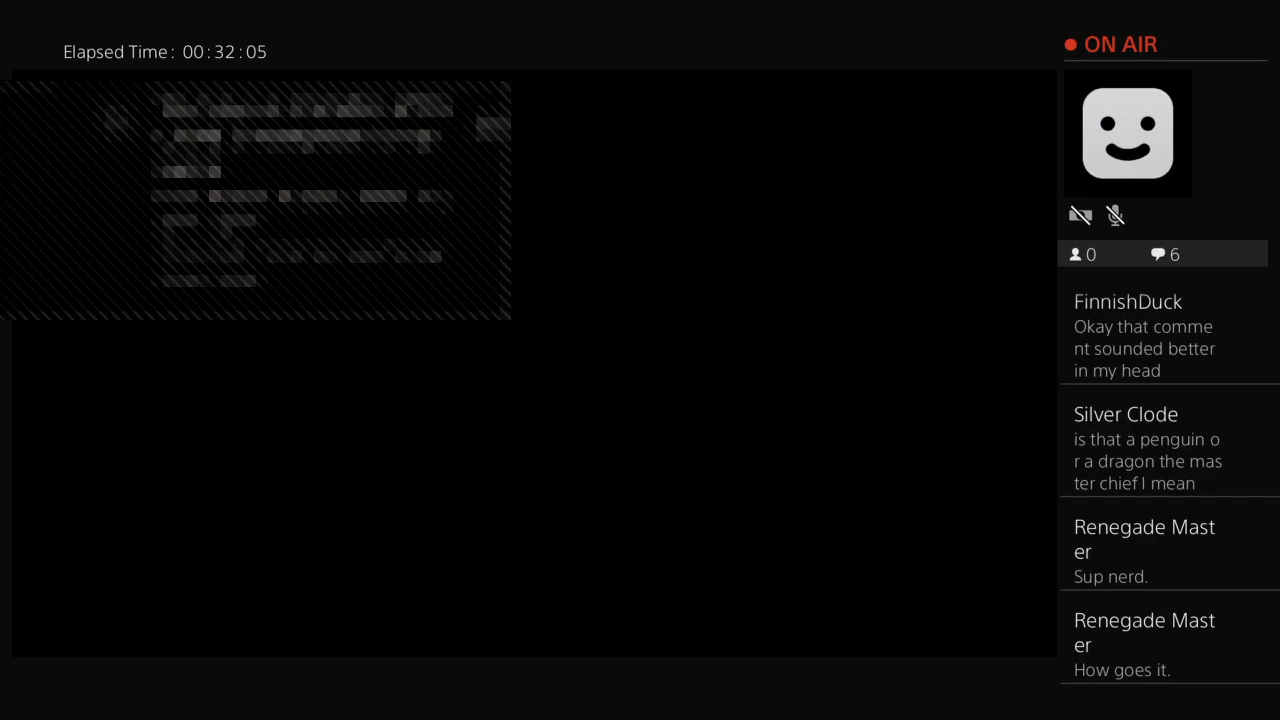 Elapsed Time: 00:32:05
ON AIR
0
6
FinnishDuck
Okay that comme
nt sounded better
in my head
Silver Clode
is that a penguin o
r a dragon the mas
ter chief I mean
Renegade Mast
er
Sup nerd.
Renegade Mast
er
How goes it.